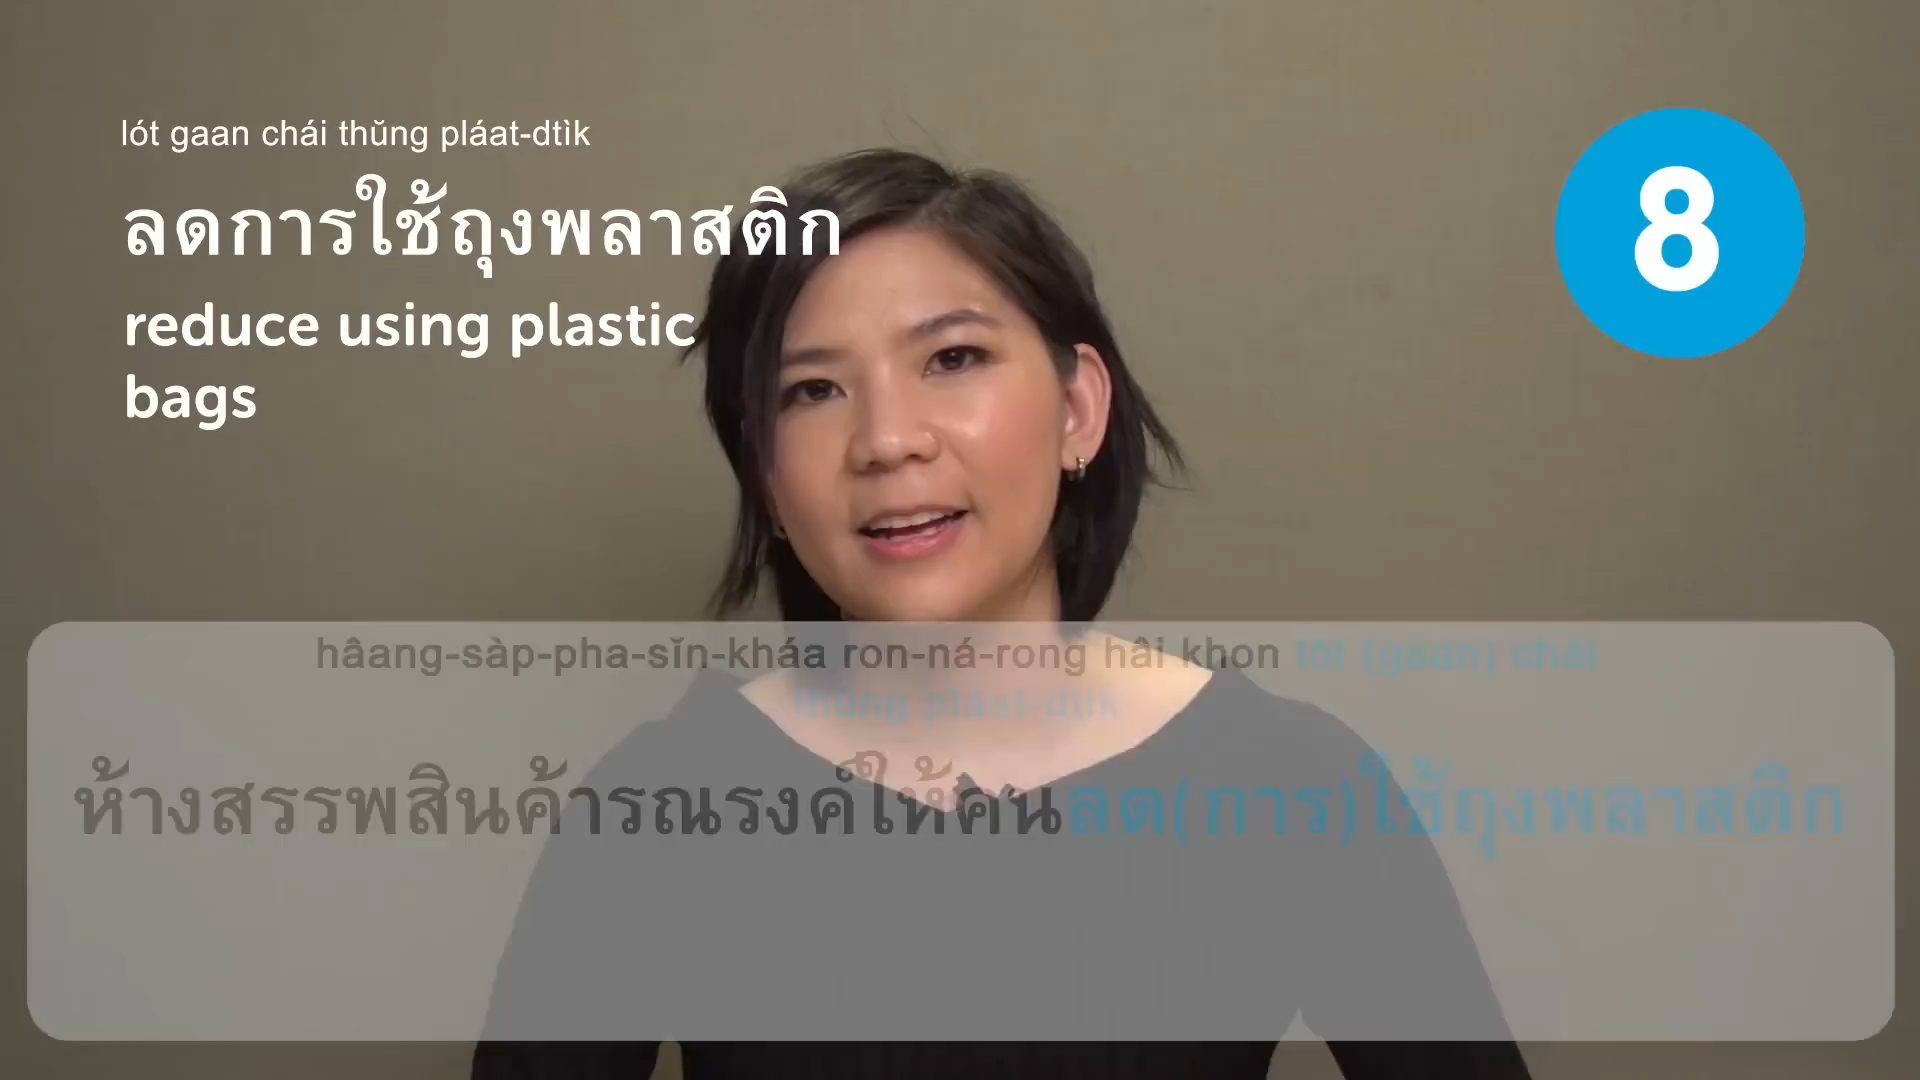 lót gaan chái thŭng pláat-dtìk
ลดการใช้ถุงพลาสติก
reduce using plastic
bags
8
hâang-sàp-pha-sĭn-kháa ron-ná-rong hâi khon lót (gaan) chái
thŭng pláat-dtìk
ห้างสรรพสินค้ารณรงค์ให้คนลด(การ)ใช้ถุงพลาสติก